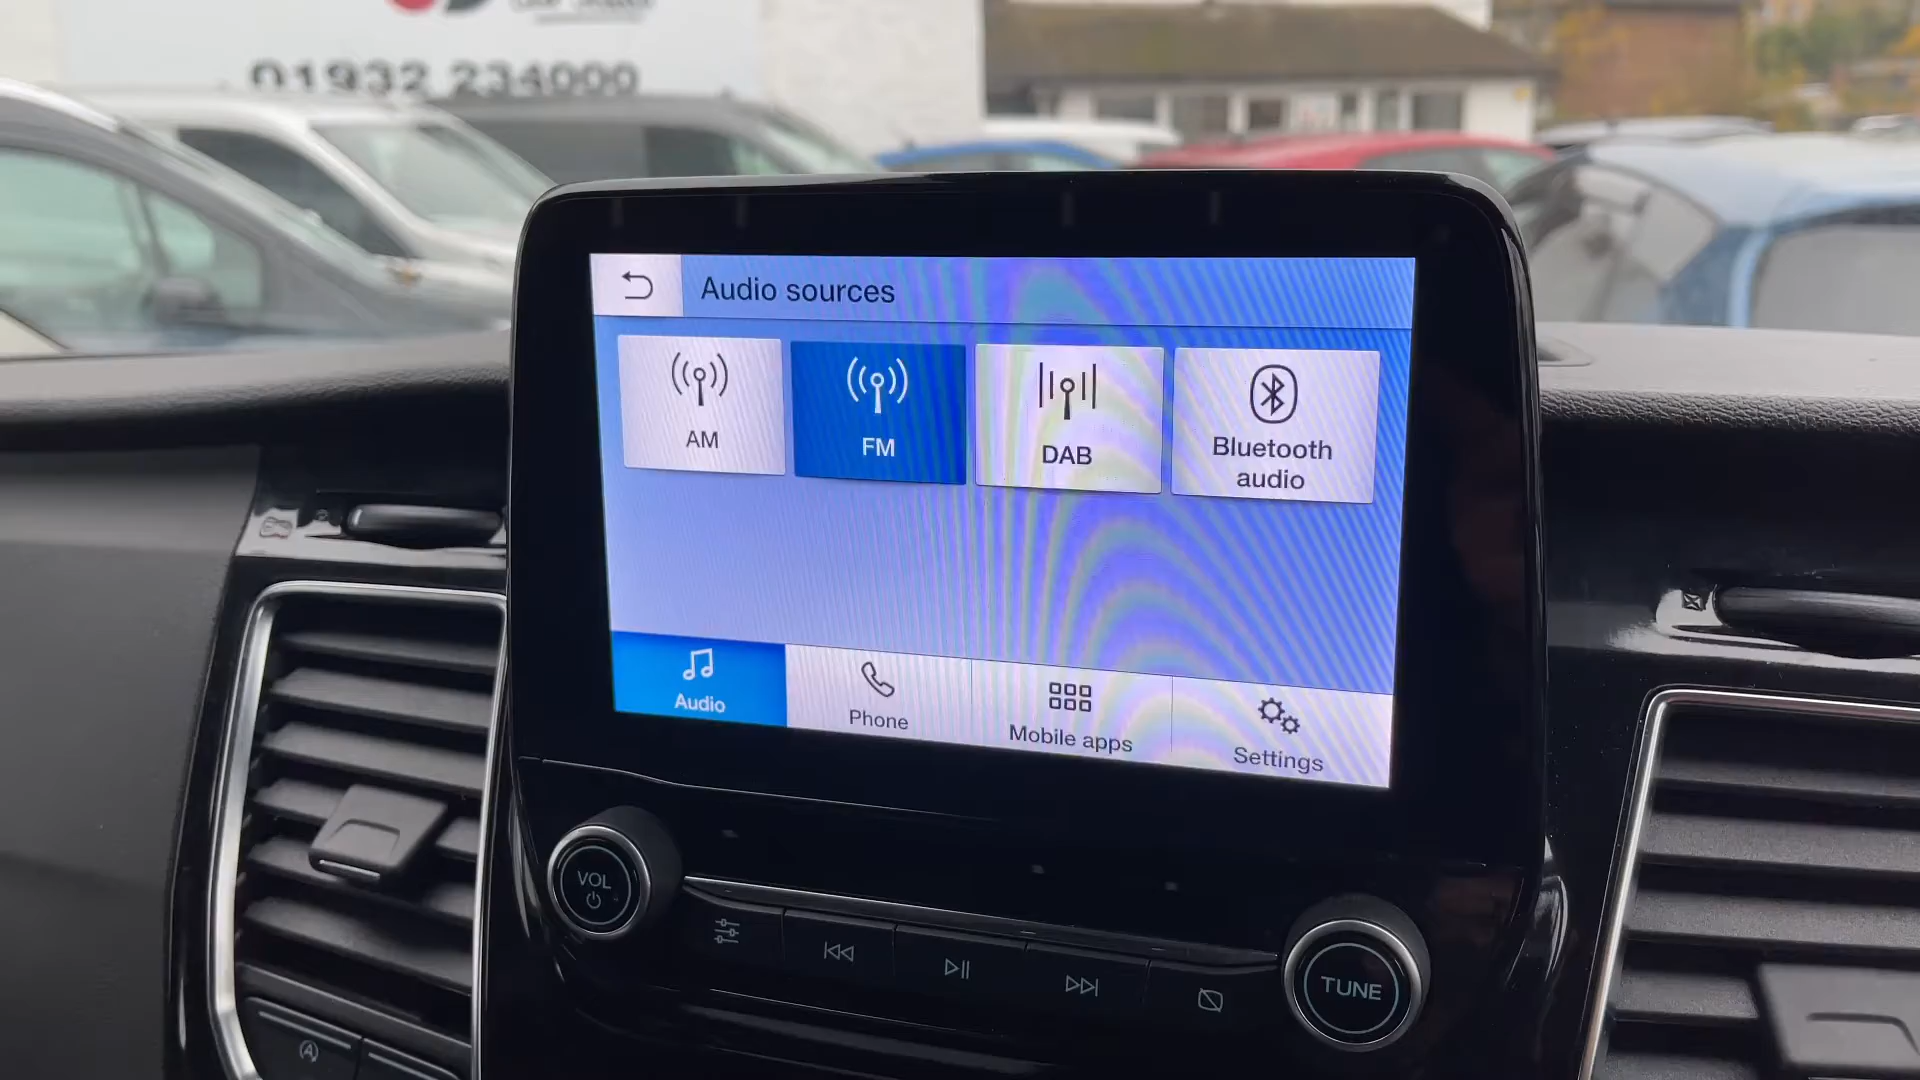 01932 234000
Audio sources
AM
FM
DAB
Bluetooth
audio
Audio
Phone
Mobile apps
Settings
VOL
TUNE